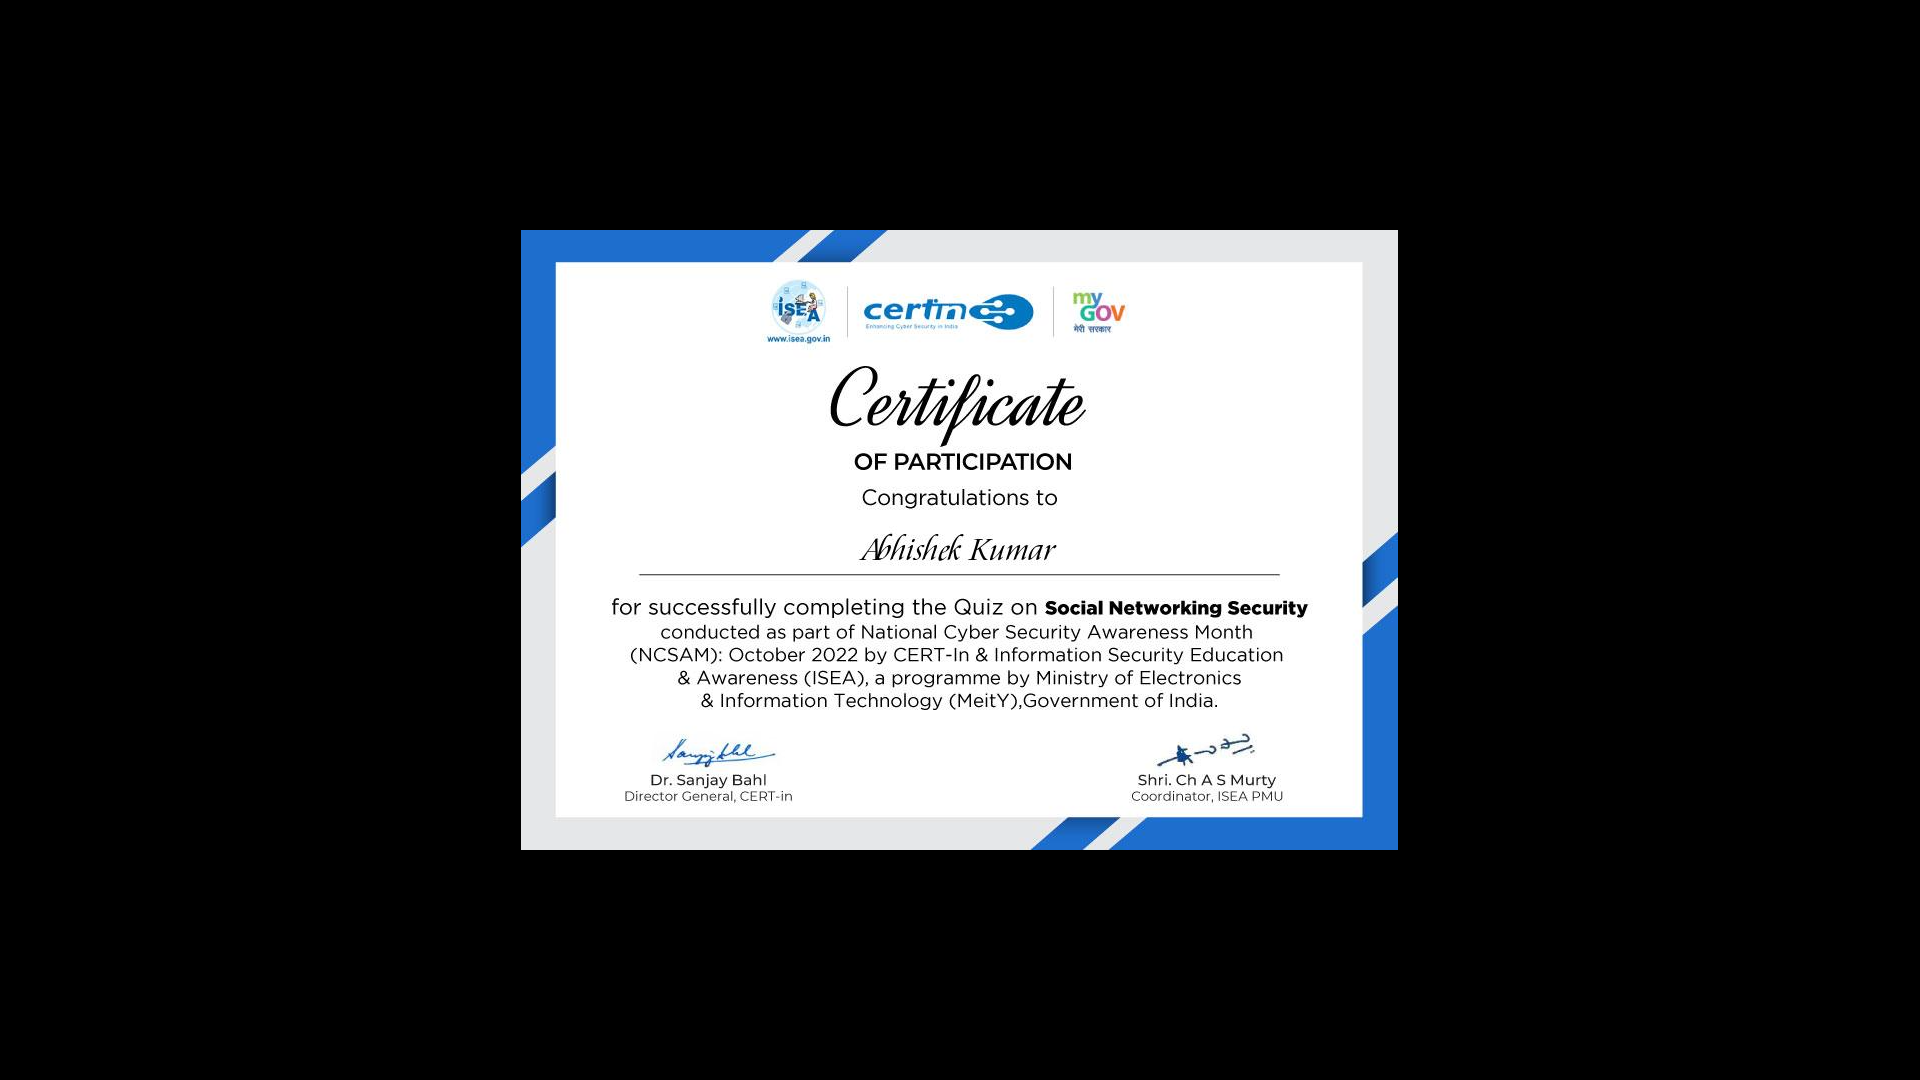 ISEA
www.isea.gov.in
certin
Enhancing Cyber Security in India
my
GOV
मेरी सरकार
Certificate
OF PARTICIPATION
Congratulations to
Abhishek Kumar
for successfully completing the Quiz on Social Networking Security
conducted as part of National Cyber Security Awareness Month
(NCSAM): October 2022 by CERT-In & Information Security Education
& Awareness (ISEA), a programme by Ministry of Electronics
& Information Technology (MeitY),Government of India.
Dr. Sanjay Bahl
Director General, CERT-in
Shri. Ch A S Murty
Coordinator, ISEA PMU